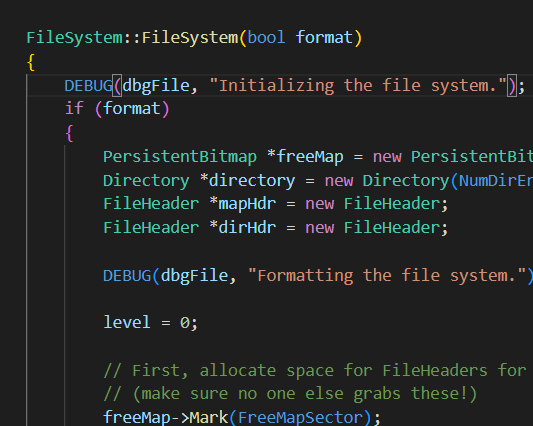 FileSystem::FileSystem(bool format)
{
DEBUG(dbgFile, "Initializing the file system.");
if (format)
{
PersistentBitmap *freeMap = new PersistentBit
Directory *directory = new Directory(NumDirEn
FileHeader *mapHdr = new FileHeader;
FileHeader *dirHdr = new FileHeader;
DEBUG(dbgFile, "Formatting the file system.")
level = 0;
// First, allocate space for FileHeaders for
// (make sure no one else grabs these!)
freeMap->Mark(FreeMapSector);